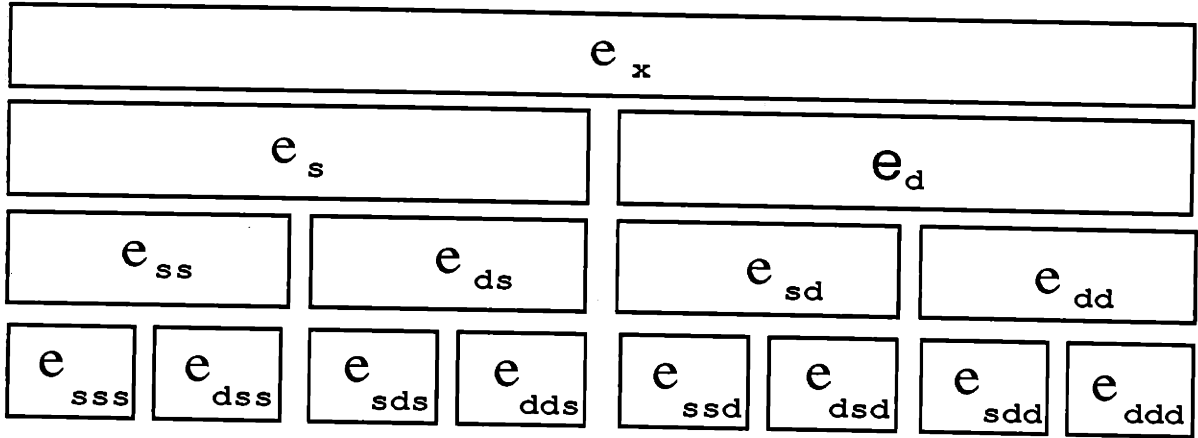 e x
e s e d
e ss e ds e sd e dd
e sss e dss e sds e dds e ssd e dsd e sdd e ddd